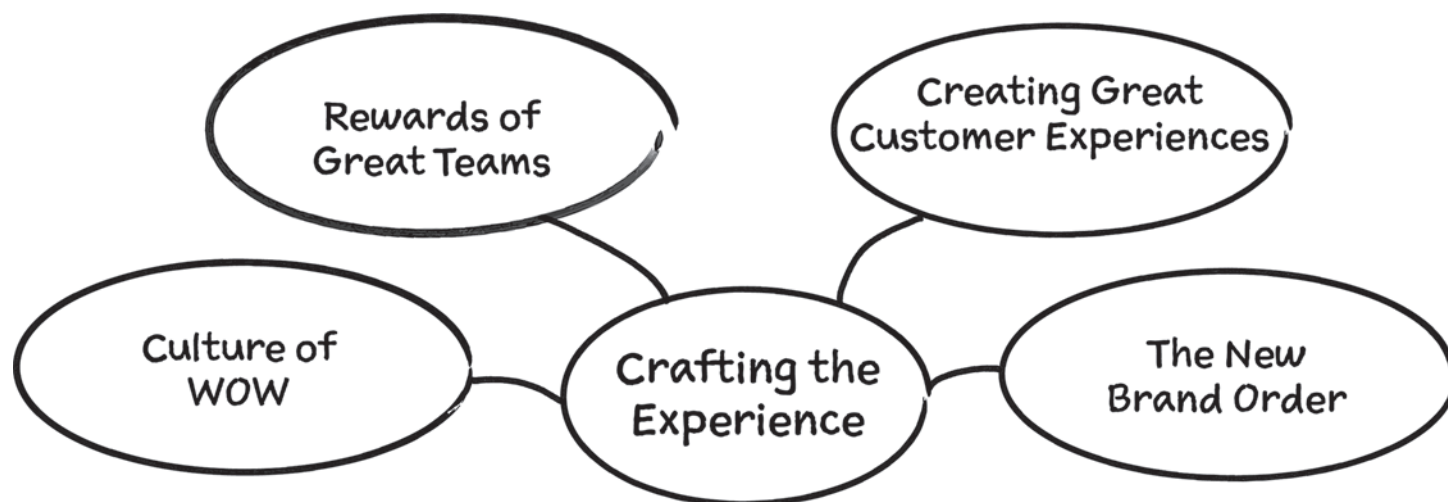 Rewards of
Great Teams
Creating Great
Customer Experiences
Culture of
WOW
Crafting the
Experience
The New
Brand Order